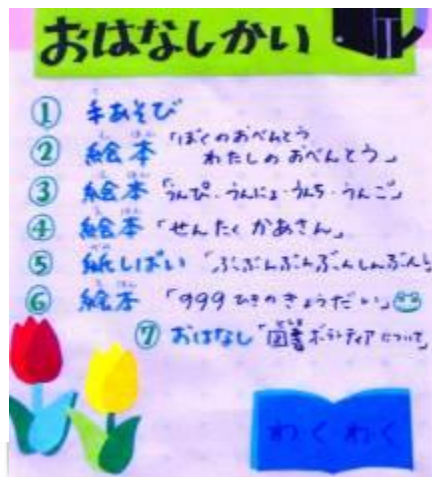 おはなしかい
① 手あそび
② 絵本「ぼくのおべんとう
わたしのおべんとう」
③ 絵本「うんぴ・うんにょ・うんち・うんご」
④ 絵本「せんたくかあさん」
⑤ 紙しばい「ぶぶぶんぶんぶんしんぶんし
⑥ 絵本「999ひきのきょうだい」
⑦ おはなし「図書ボランティアについて」
わくわく